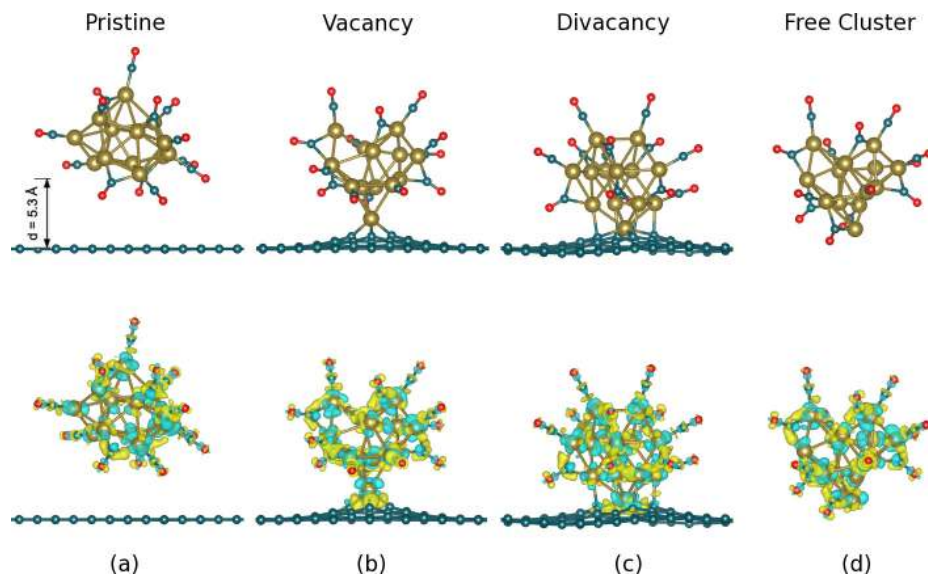 Pristine
Vacancy
Divacancy
Free Cluster
d = 5.3 Å
(a)
(b)
(c)
(d)